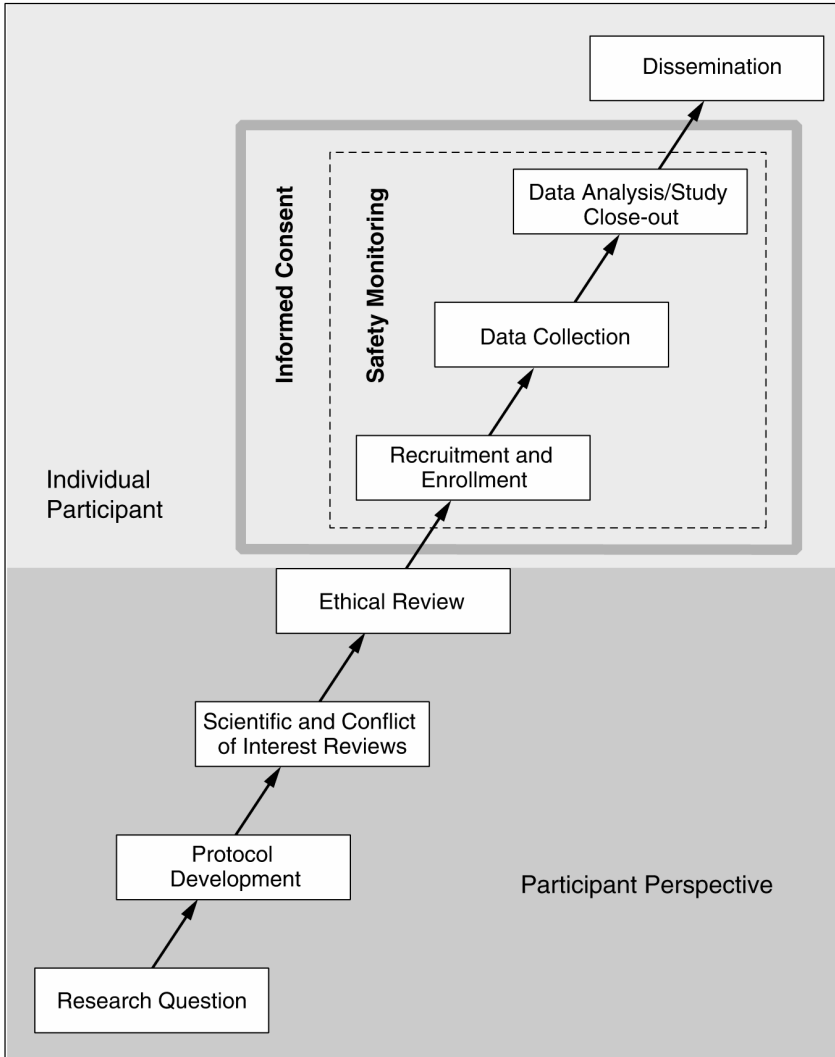 Dissemination
Informed Consent
Safety Monitoring
Data Analysis/Study
Close-out
Data Collection
Recruitment and
Enrollment
Individual
Participant
Ethical Review
Scientific and Conflict
of Interest Reviews
Protocol
Development
Participant Perspective
Research Question